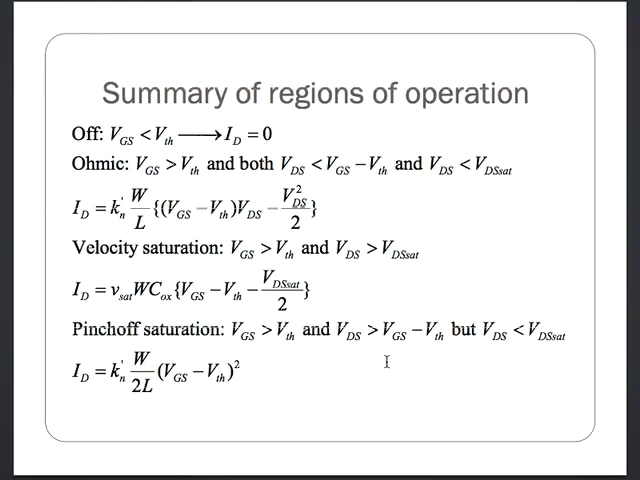 Summary of regions of operation
Off: V_GS < V_th ⟶ I_D = 0
Ohmic: V_GS > V_th and both V_DS < V_GS − V_th and V_DS < V_DSsat
I_D = k'_n W/L {(V_GS − V_th)V_DS − V_DS^2/2}
Velocity saturation: V_GS > V_th and V_DS > V_DSsat
I_D = v_sat WC_ox {V_GS − V_th − V_DSsat/2}
Pinchoff saturation: V_GS > V_th and V_DS > V_GS − V_th but V_DS < V_DSsat
I_D = k'_n W/2L (V_GS − V_th)^2